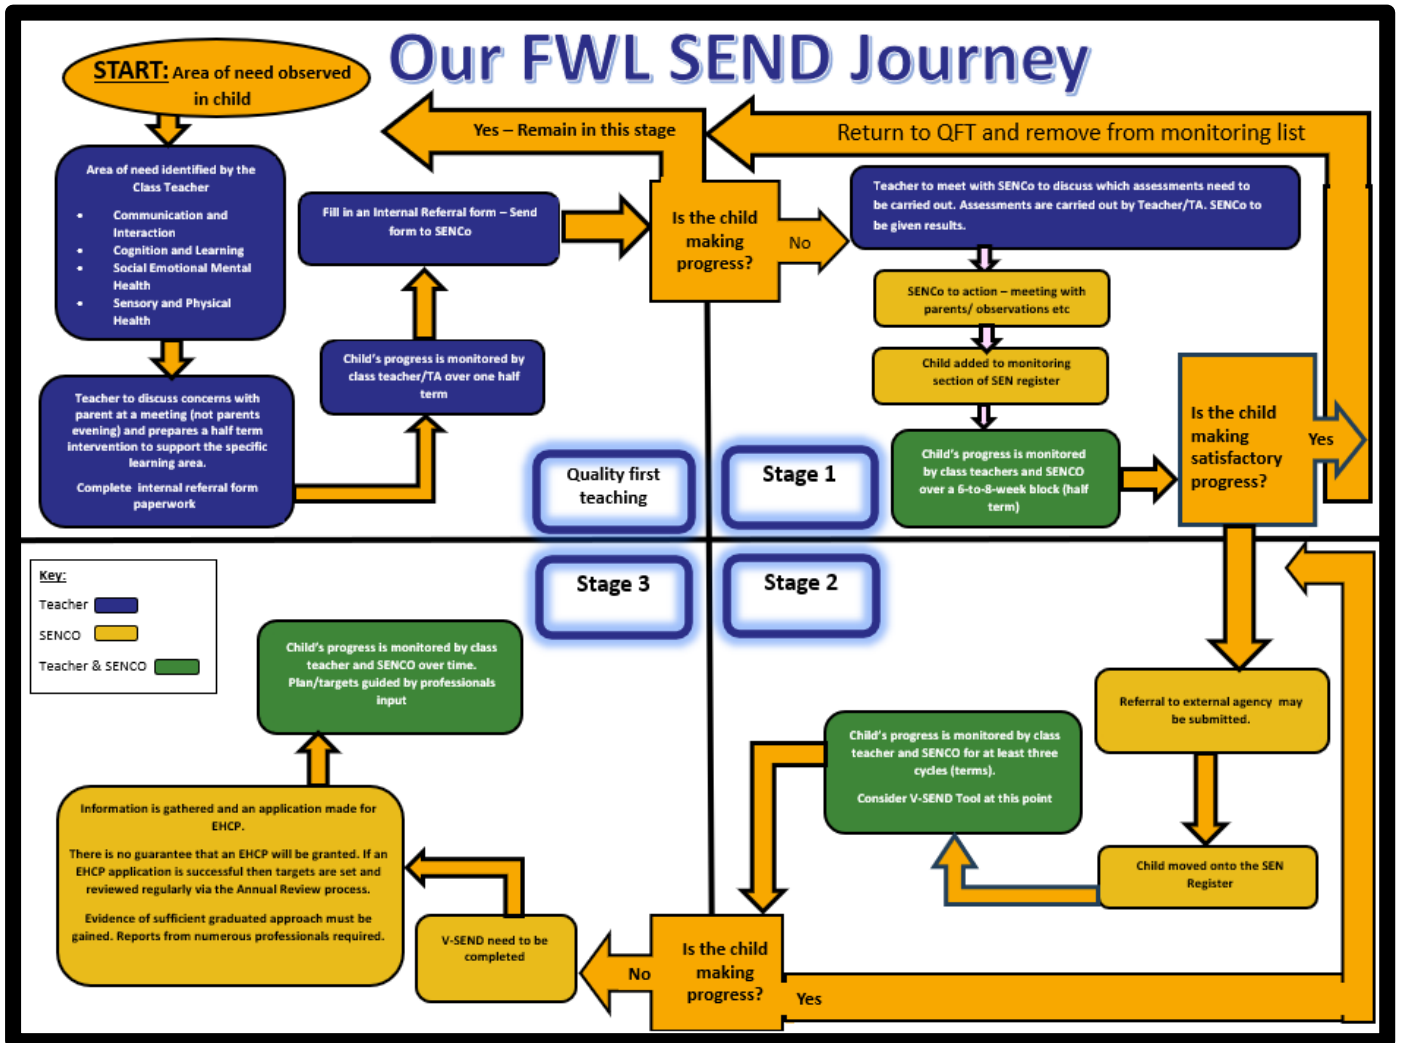 Our FWL SEND Journey
START: Area of need observed
in child
Area of need identified by the
Class Teacher
• Communication and
Interaction
• Cognition and Learning
• Social Emotional Mental
Health
• Sensory and Physical
Health
Teacher to discuss concerns with
parent at a meeting (not parents
evening) and prepares a half term
intervention to support the specific
learning area.
Complete internal referral form
paperwork
Child's progress is monitored by
class teacher/TA over one half
term
Fill in an Internal Referral form – Send
form to SENCo
Is the child
making
progress?
Yes – Remain in this stage
No
Quality first
teaching
Return to QFT and remove from monitoring list
Teacher to meet with SENCo to discuss which assessments need to
be carried out. Assessments are carried out by Teacher/TA. SENCo to
be given results.
SENCo to action – meeting with
parents/ observations etc
Child added to monitoring
section of SEN register
Child's progress is monitored
by class teachers and SENCO
over a 6-to-8-week block (half
term)
Is the child
making
satisfactory
progress?
Yes
Stage 1
Stage 2
Referral to external agency may
be submitted.
Child moved onto the SEN
Register
Child's progress is monitored by class
teacher and SENCO for at least three
cycles (terms).
Consider V-SEND Tool at this point
Is the child
making
progress?
Yes
No
Stage 3
V-SEND need to be
completed
Information is gathered and an application made for
EHCP.
There is no guarantee that an EHCP will be granted. If an
EHCP application is successful then targets are set and
reviewed regularly via the Annual Review process.
Evidence of sufficient graduated approach must be
gained. Reports from numerous professionals required.
Child's progress is monitored by class
teacher and SENCO over time.
Plan/targets guided by professionals
input
Key:
Teacher
SENCO
Teacher & SENCO